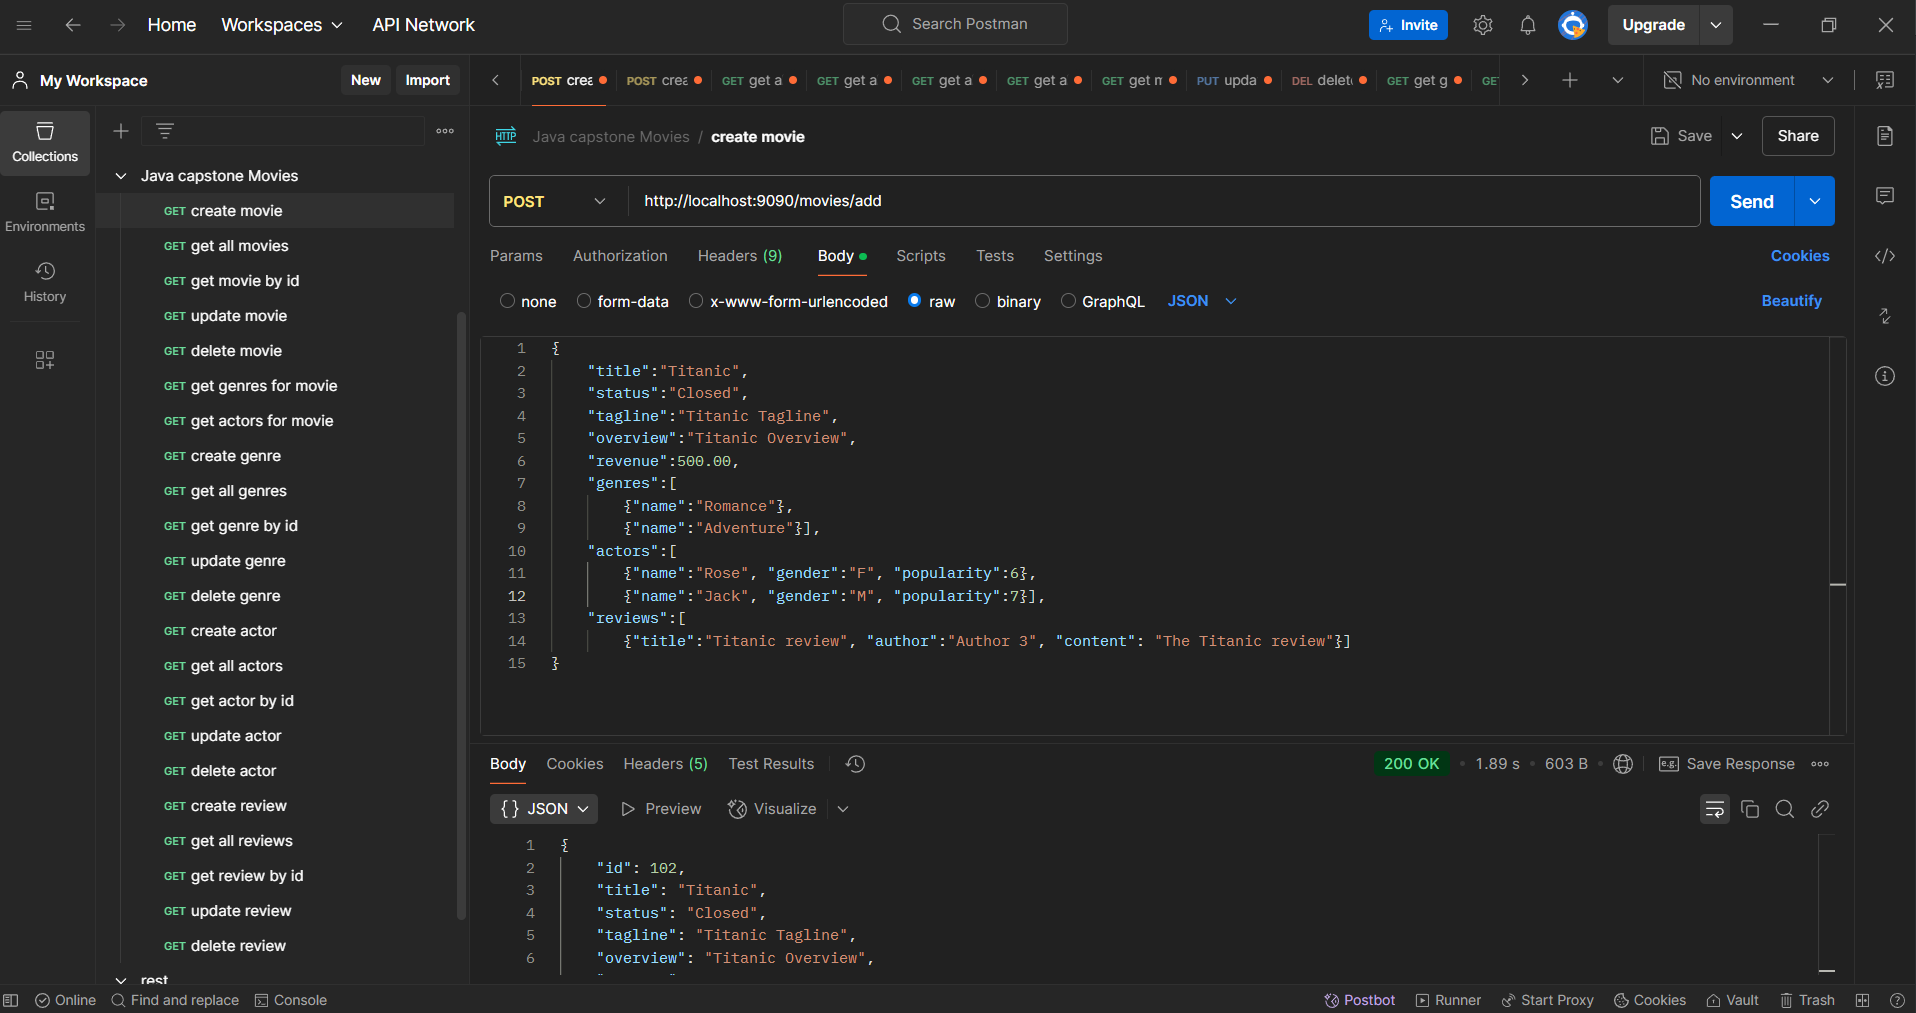 Home Workspaces API Network Search Postman Invite Upgrade
My Workspace New Import
POST crea POST crea GET get a GET get a GET get a GET get a GET get m PUT upda DEL delete GET get g GET No environment
Collections
Environments
History
Java capstone Movies
GET create movie
GET get all movies
GET get movie by id
GET update movie
GET delete movie
GET get genres for movie
GET get actors for movie
GET create genre
GET get all genres
GET get genre by id
GET update genre
GET delete genre
GET create actor
GET get all actors
GET get actor by id
GET update actor
GET delete actor
GET create review
GET get all reviews
GET get review by id
GET update review
GET delete review
rest
HTTP Java capstone Movies / create movie Save Share
POST http://localhost:9090/movies/add Send
Params Authorization Headers (9) Body Scripts Tests Settings Cookies
none form-data x-www-form-urlencoded raw binary GraphQL JSON Beautify
1 {
2 "title":"Titanic",
3 "status":"Closed",
4 "tagline":"Titanic Tagline",
5 "overview":"Titanic Overview",
6 "revenue":500.00,
7 "genres":[
8 {"name":"Romance"},
9 {"name":"Adventure"}],
10 "actors":[
11 {"name":"Rose", "gender":"F", "popularity":6},
12 {"name":"Jack", "gender":"M", "popularity":7}],
13 "reviews":[
14 {"title":"Titanic review", "author":"Author 3", "content": "The Titanic review"}]
15 }
Body Cookies Headers (5) Test Results 200 OK 1.89 s 603 B e.g. Save Response
{} JSON Preview Visualize
1 {
2 "id": 102,
3 "title": "Titanic",
4 "status": "Closed",
5 "tagline": "Titanic Tagline",
6 "overview": "Titanic Overview",
Online Find and replace Console Postbot Runner Start Proxy Cookies Vault Trash